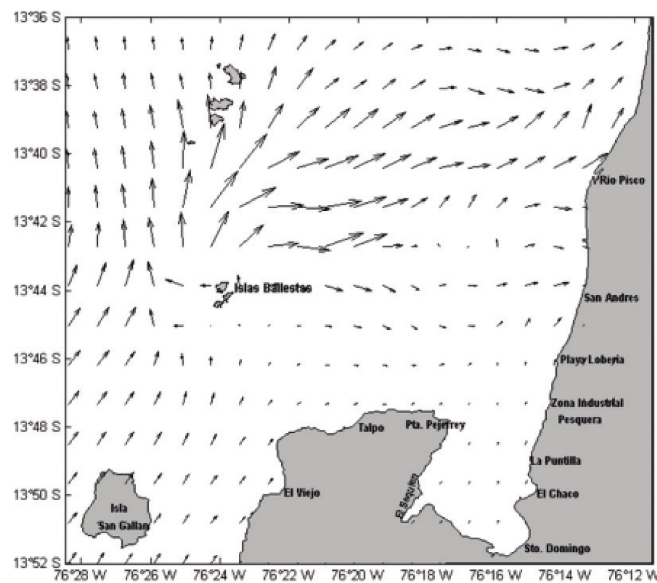 13°36 S
13°38 S
13°40 S
Rio Pisco
13°42 S
13°44 S
Islas Ballestas
San Andres
13°46 S
Playa Loberia
Zona Industrial
Pesquera
13°48 S
Talpo
Pta. Pejerrey
La Puntilla
13°50 S
El Viejo
El Sequion
El Chaco
Isla
San Gallan
13°52 S
Sto. Domingo
76°28 W
76°26 W
76°24 W
76°22 W
76°20 W
76°18 W
76°16 W
76°14 W
76°12 W